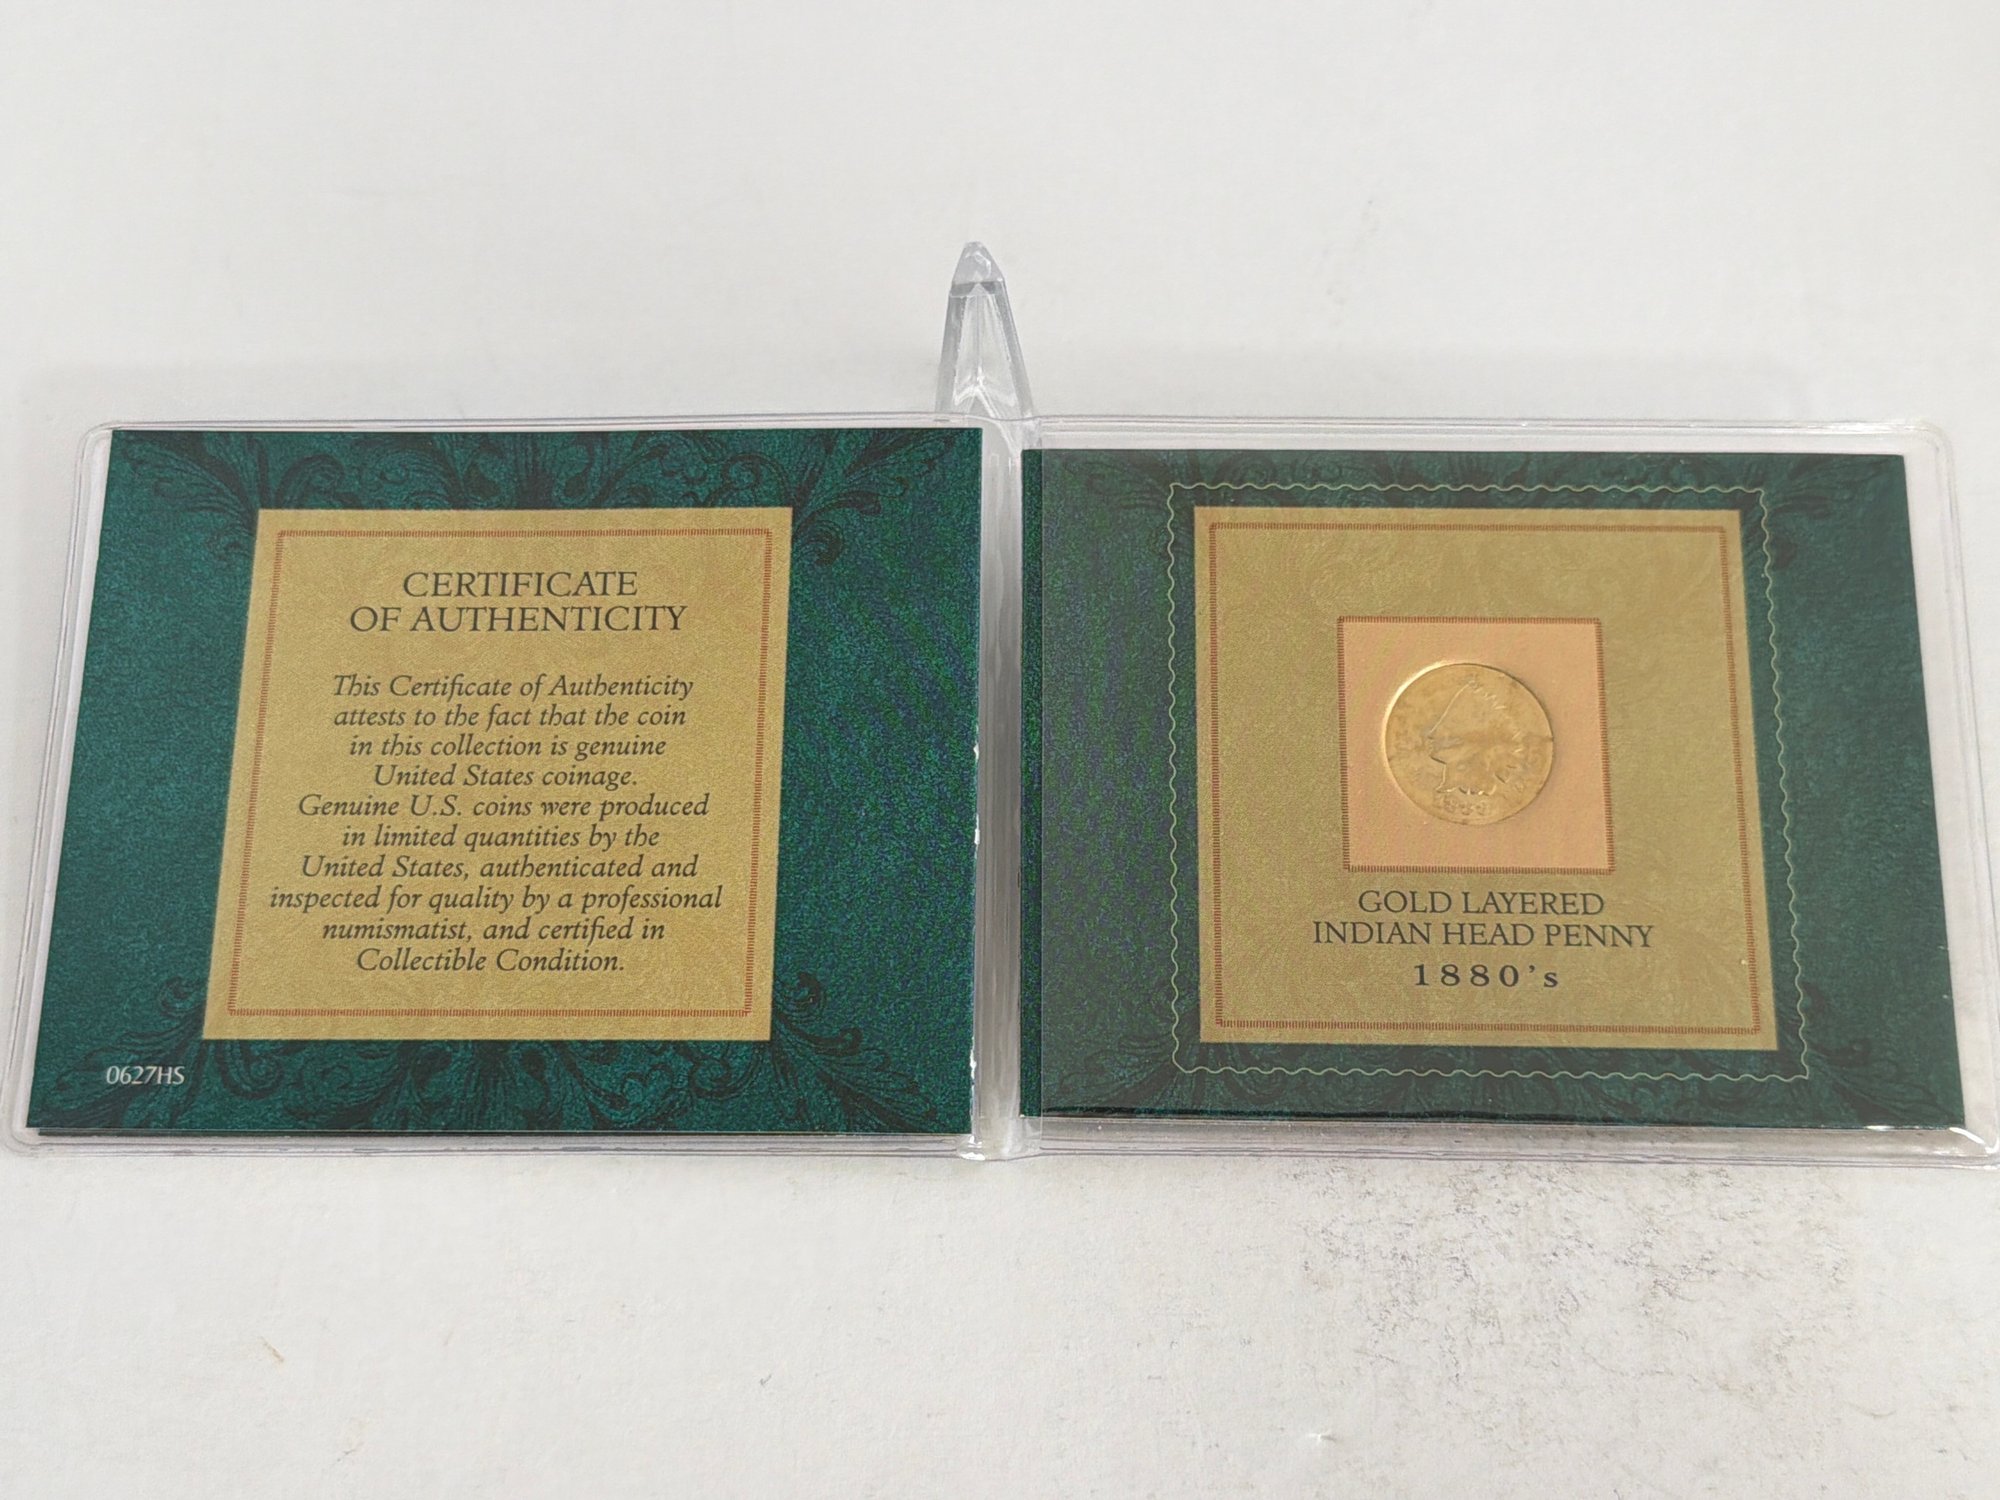 CERTIFICATE
OF AUTHENTICITY
This Certificate of Authenticity
attests to the fact that the coin
in this collection is genuine
United States coinage.
Genuine U.S. coins were produced
in limited quantities by the
United States, authenticated and
inspected for quality by a professional
numismatist, and certified in
Collectible Condition.
0627HS
GOLD LAYERED
INDIAN HEAD PENNY
1880's